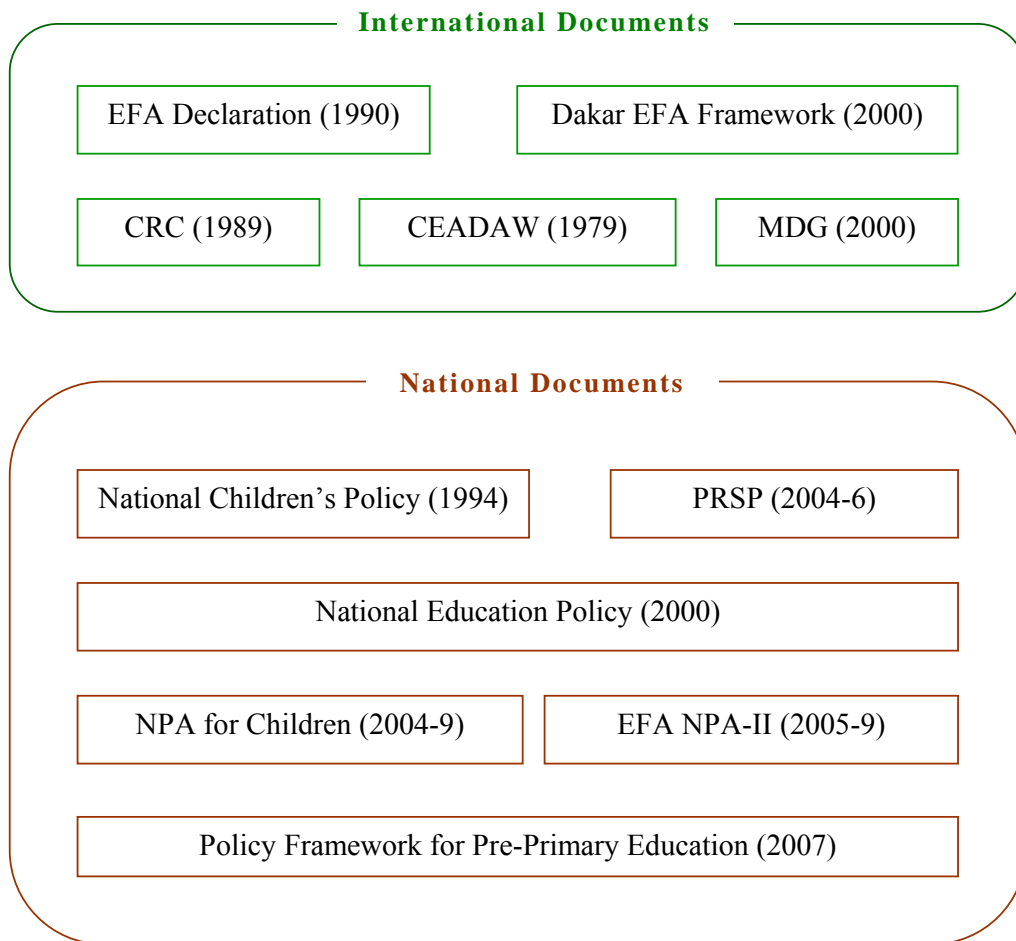 International Documents
EFA Declaration (1990)
Dakar EFA Framework (2000)
CRC (1989)
CEADAW (1979)
MDG (2000)
National Documents
National Children’s Policy (1994)
PRSP (2004-6)
National Education Policy (2000)
NPA for Children (2004-9)
EFA NPA-II (2005-9)
Policy Framework for Pre-Primary Education (2007)